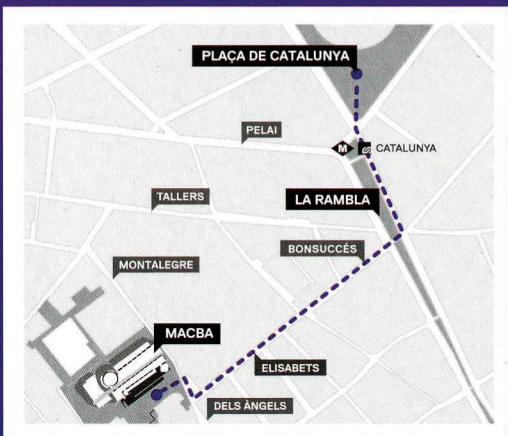 PLAÇA DE CATALUNYA
PELAI
M
CATALUNYA
TALLERS
LA RAMBLA
BONSUCCÉS
MONTALEGRE
MACBA
ELISABETS
DELS ÀNGELS